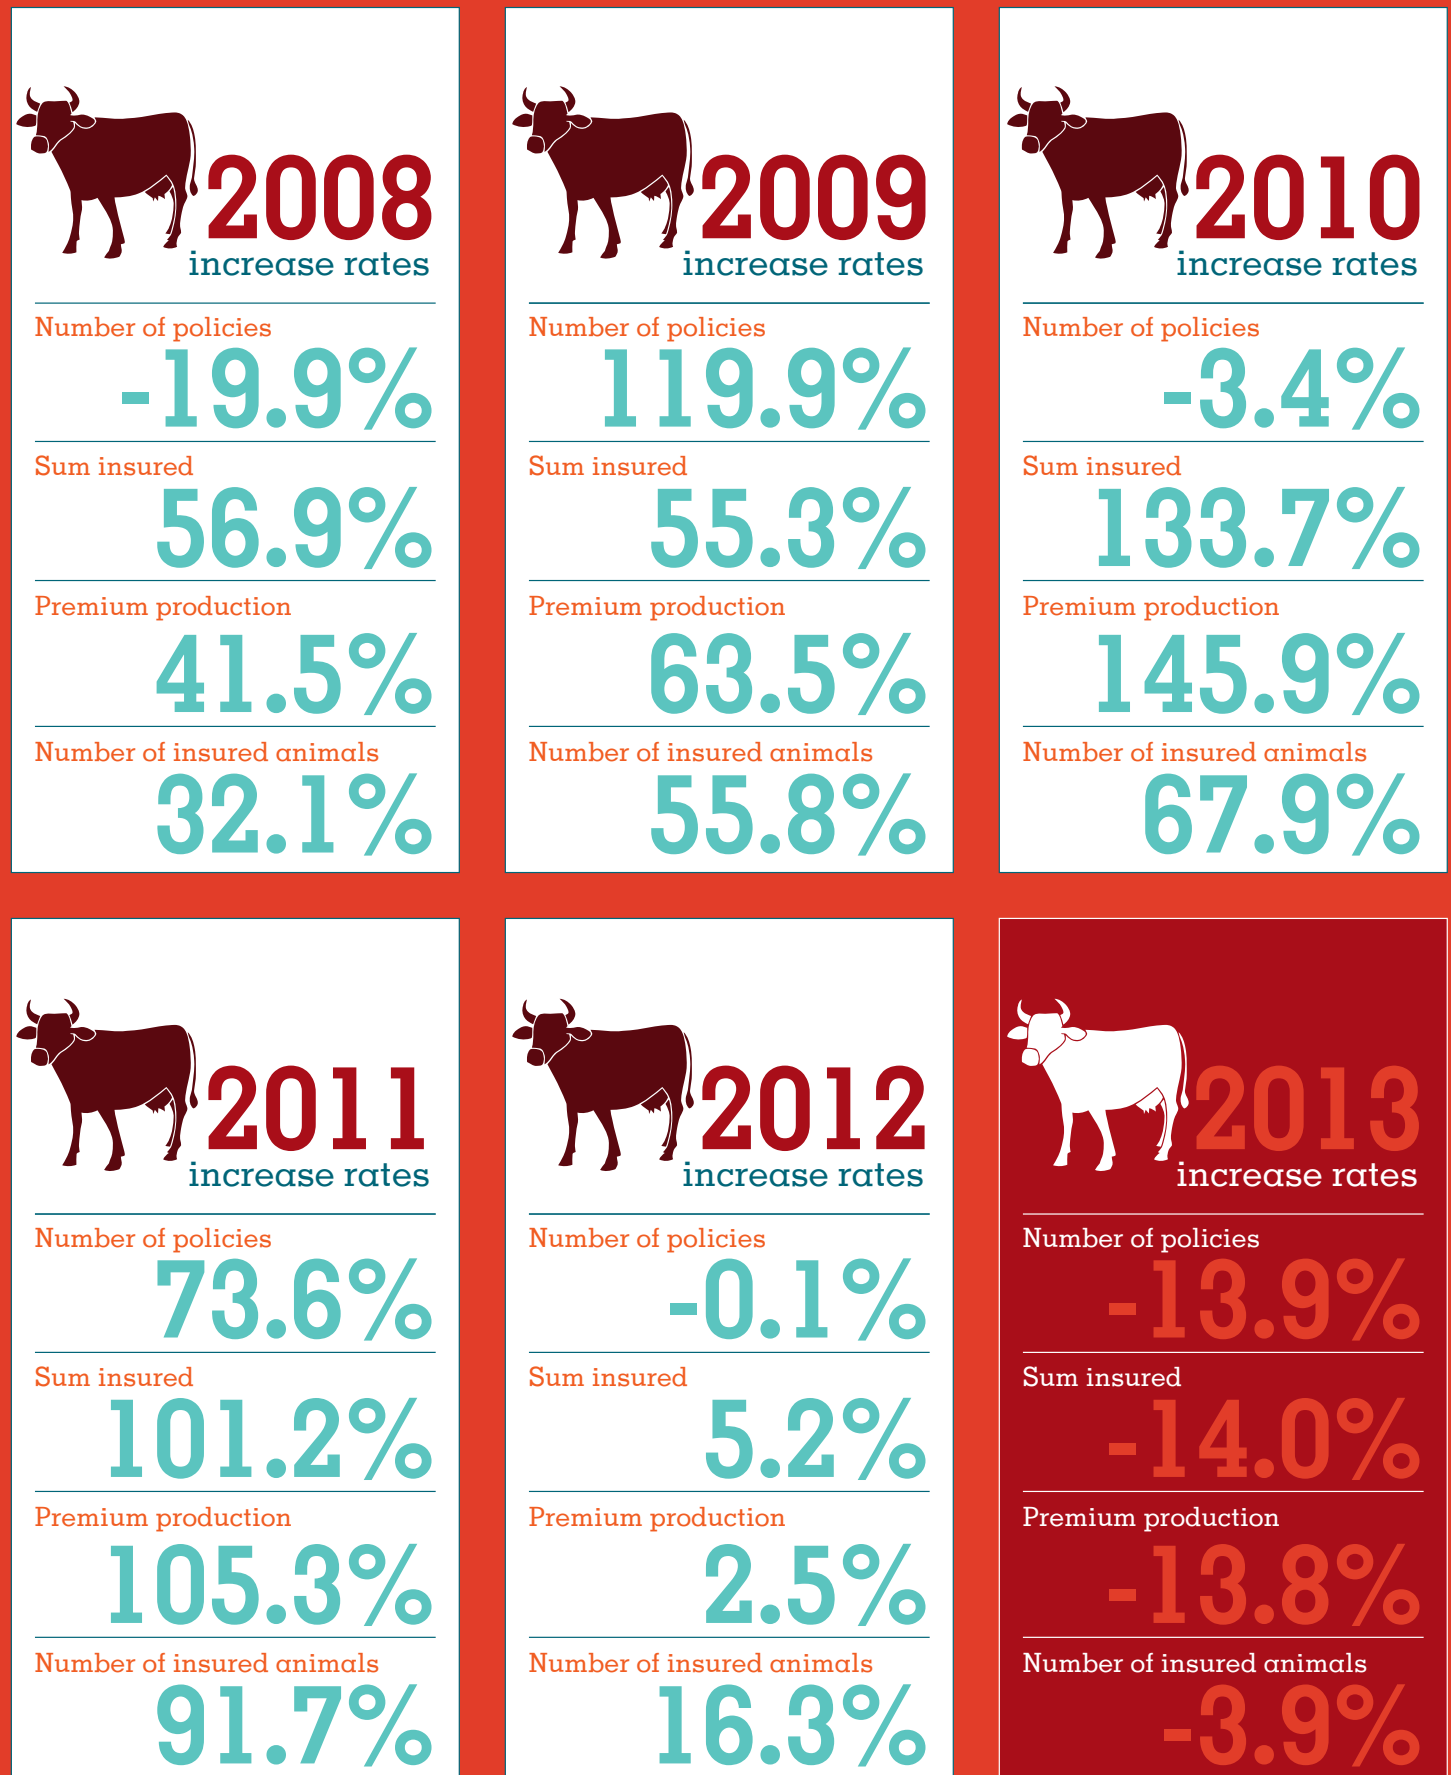 2008
increase rates
Number of policies
-19.9%
Sum insured
56.9%
Premium production
41.5%
Number of insured animals
32.1%
2009
increase rates
Number of policies
119.9%
Sum insured
55.3%
Premium production
63.5%
Number of insured animals
55.8%
2010
increase rates
Number of policies
-3.4%
Sum insured
133.7%
Premium production
145.9%
Number of insured animals
67.9%
2011
increase rates
Number of policies
73.6%
Sum insured
101.2%
Premium production
105.3%
Number of insured animals
91.7%
2012
increase rates
Number of policies
-0.1%
Sum insured
5.2%
Premium production
2.5%
Number of insured animals
16.3%
2013
increase rates
Number of policies
-13.9%
Sum insured
-14.0%
Premium production
-13.8%
Number of insured animals
-3.9%